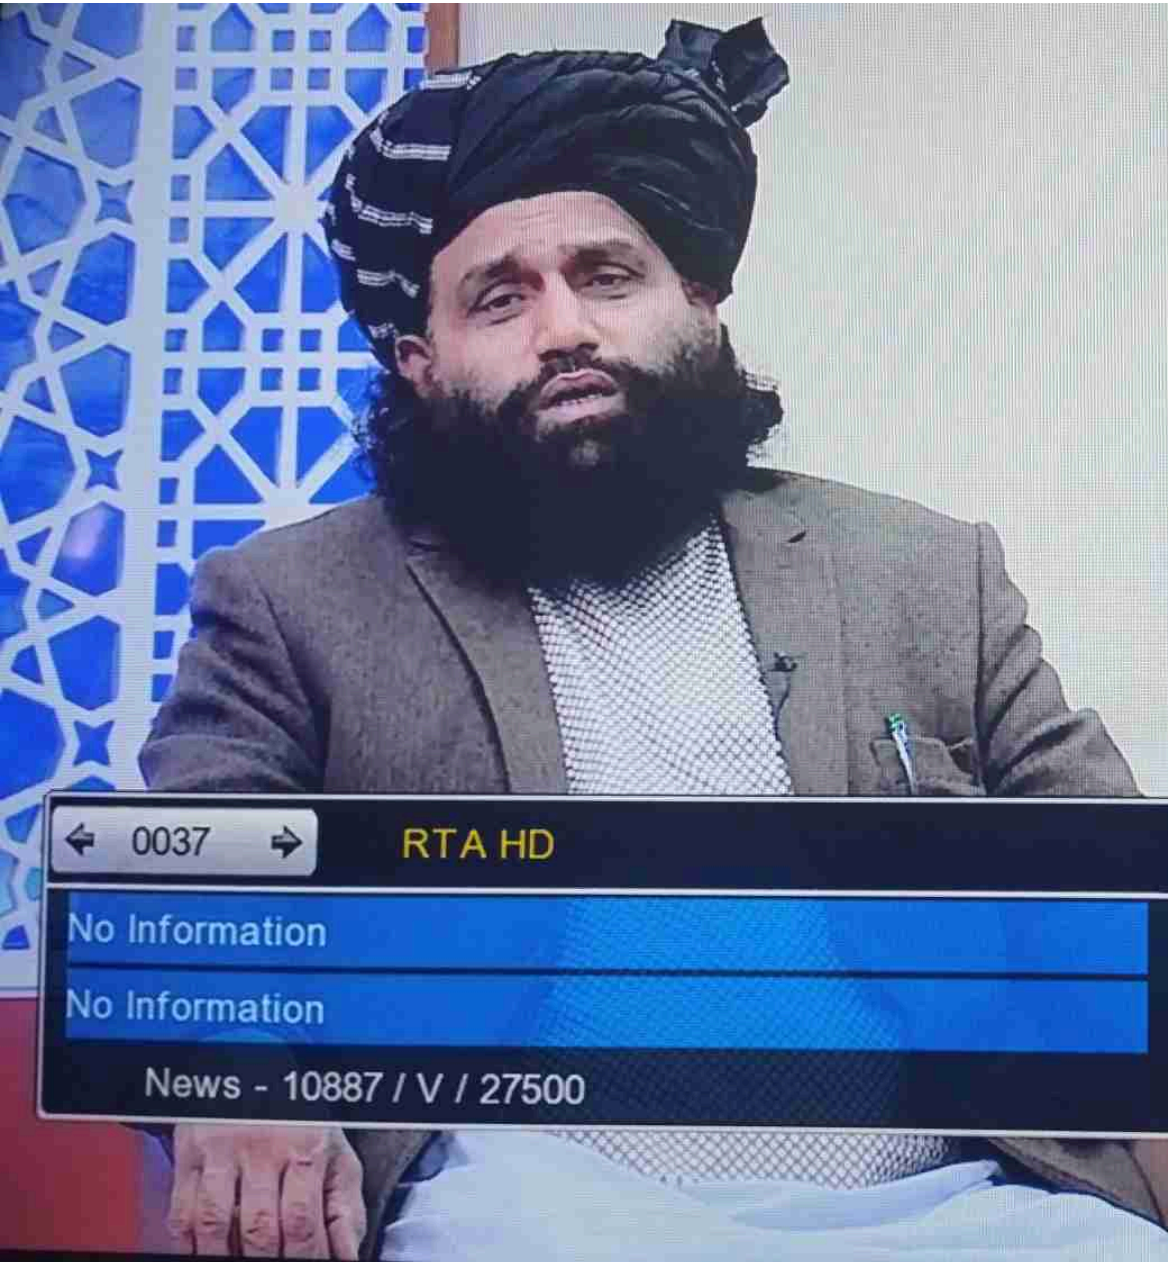 0037
RTA HD
No Information
No Information
News - 10887 / V / 27500